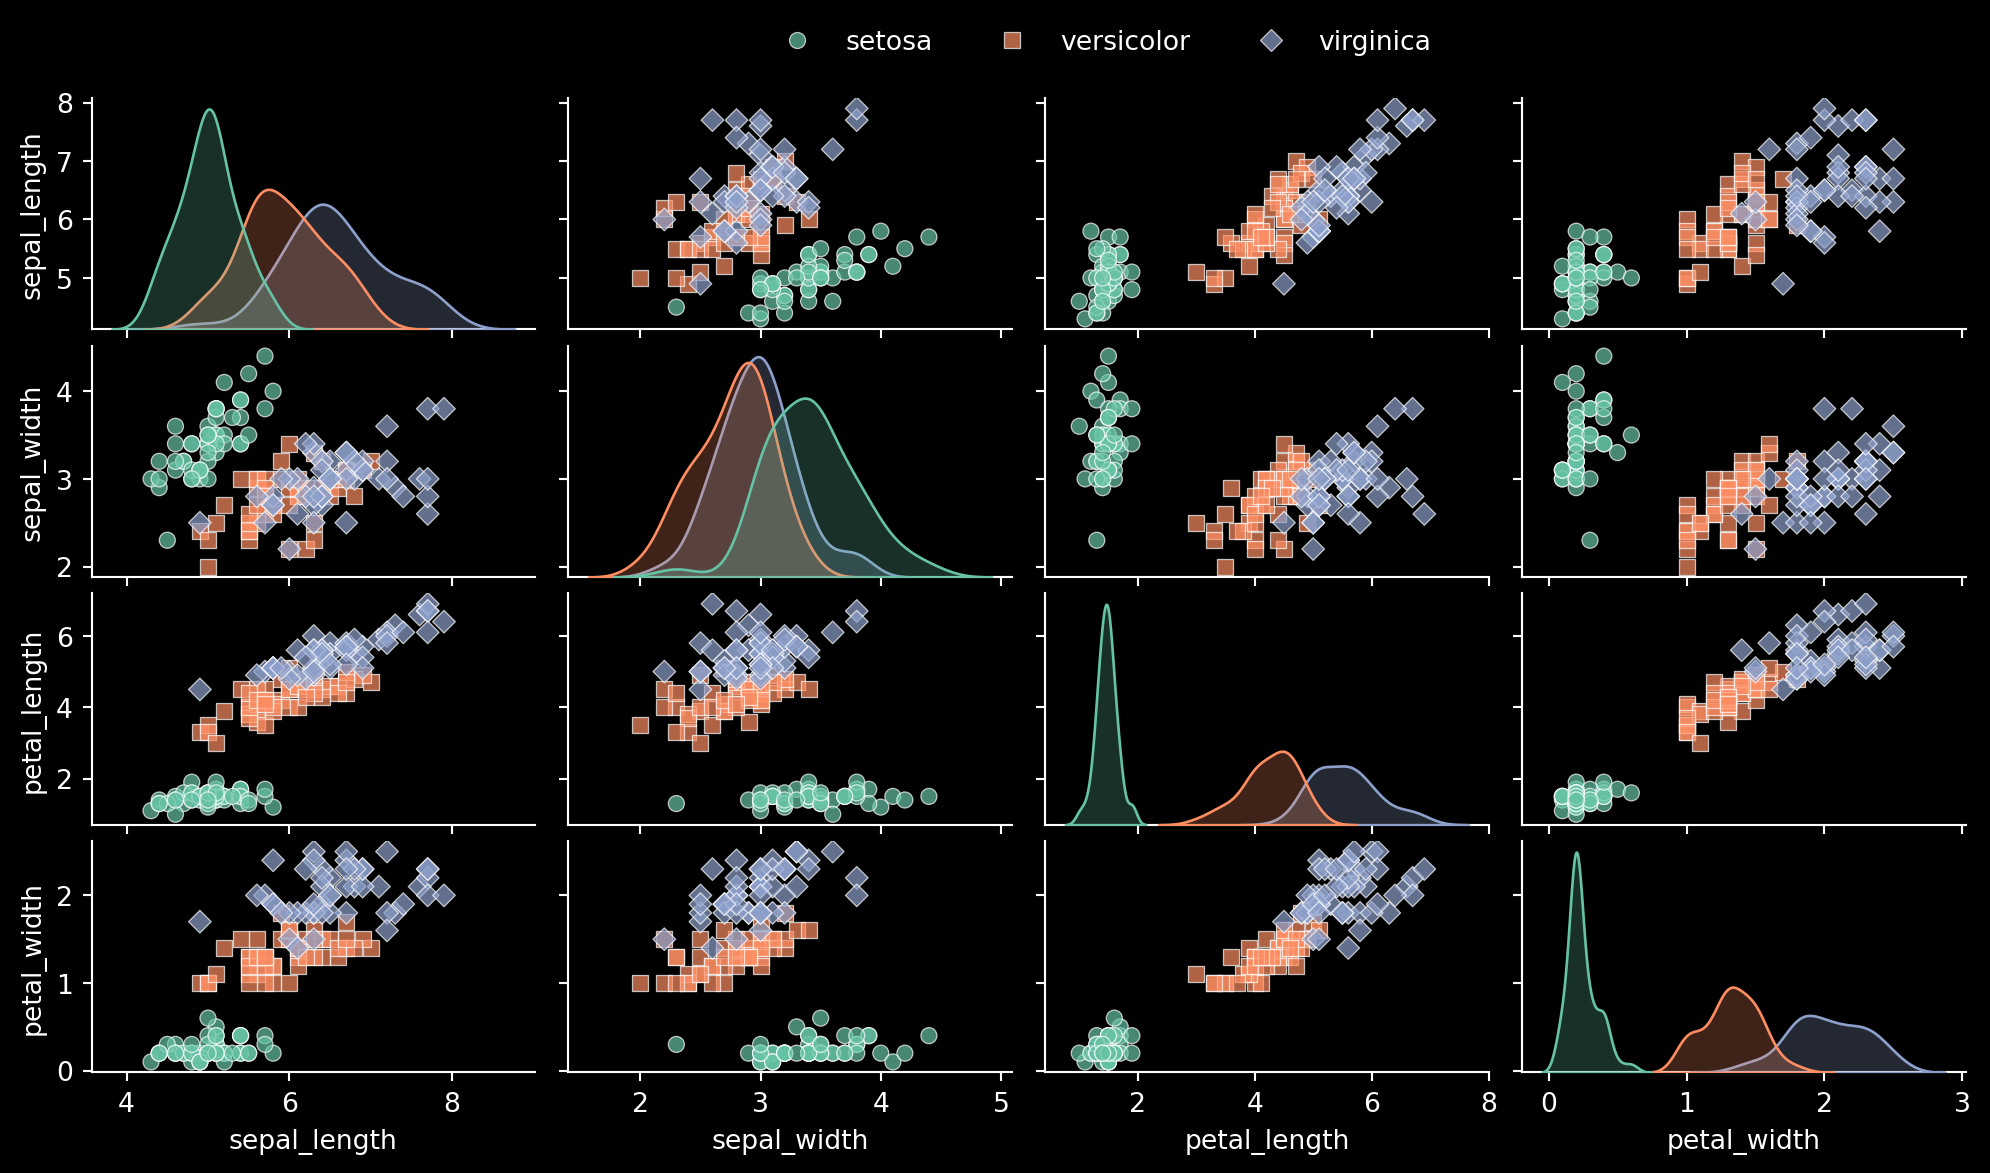 setosa versicolor virginica
sepal_length
8
7
6
5
sepal_width
4
3
2
petal_length
6
4
2
petal_width
2
1
0
4 6 8 2 3 4 5 2 4 6 8 0 1 2 3
sepal_length sepal_width petal_length petal_width